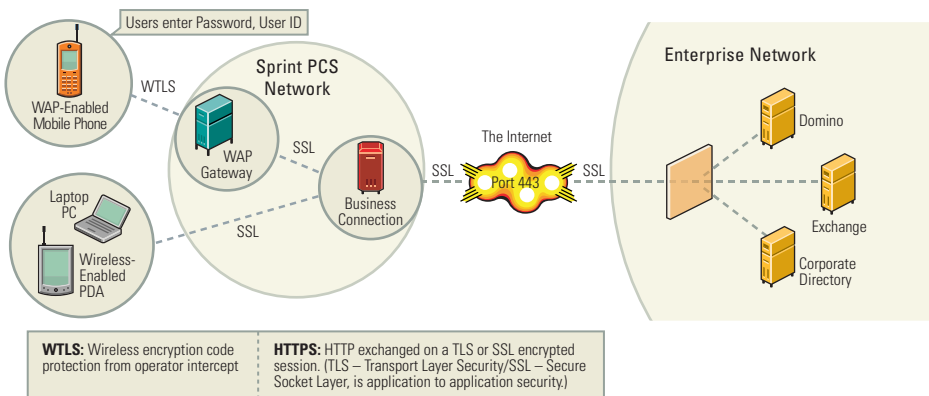 Users enter Password, User ID
WAP-Enabled
Mobile Phone
WTLS
Sprint PCS
Network
WAP
Gateway
SSL
Business
Connection
Laptop
PC
Wireless-
Enabled
PDA
SSL
SSL
The Internet
Port 443
SSL
Enterprise Network
Domino
Exchange
Corporate
Directory
WTLS: Wireless encryption code
protection from operator intercept
HTTPS: HTTP exchanged on a TLS or SSL encrypted
session. (TLS – Transport Layer Security/SSL – Secure
Socket Layer, is application to application security.)